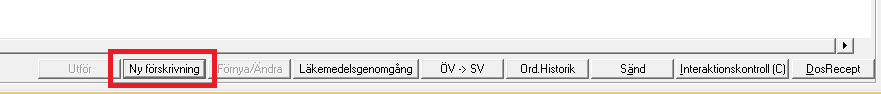 Utför Ny förskrivning Förnya/Ändra Läkemedelsgenomgång ÖV -> SV Ord.Historik Sänd Interaktionskontroll (C) DosRecept